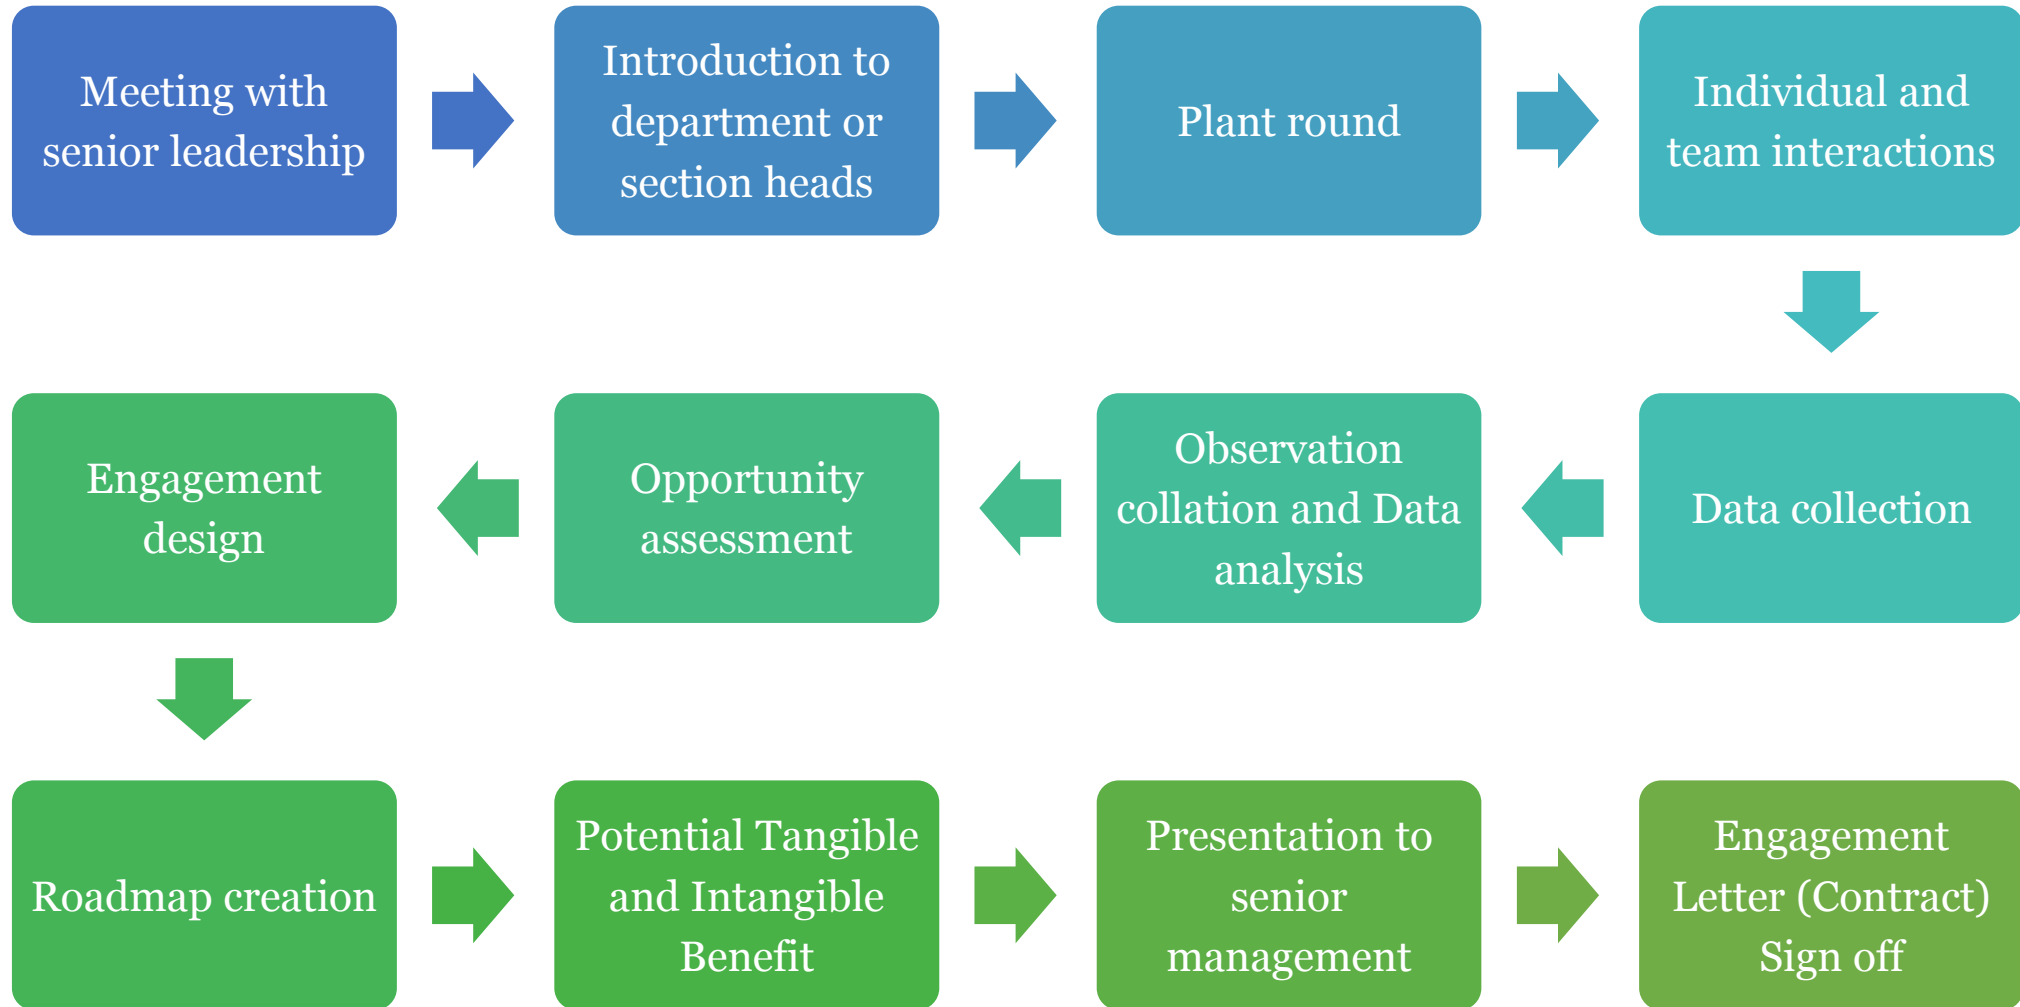 Meeting with
senior leadership
Introduction to
department or
section heads
Plant round
Individual and
team interactions
Data collection
Observation
collation and Data
analysis
Opportunity
assessment
Engagement
design
Roadmap creation
Potential Tangible
and Intangible
Benefit
Presentation to
senior
management
Engagement
Letter (Contract)
Sign off